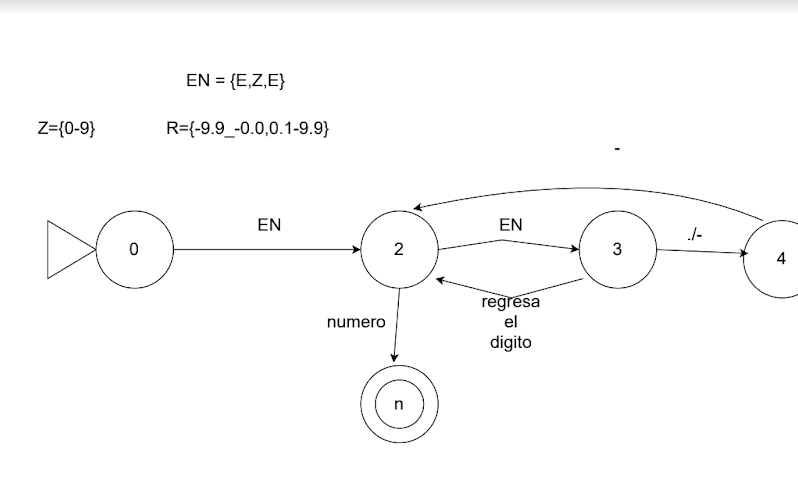 EN = {E,Z,E}
Z={0-9}
R={-9.9_-0.0,0.1-9.9}
-
EN
EN
./-
0
2
3
4
numero
regresa
el
digito
n